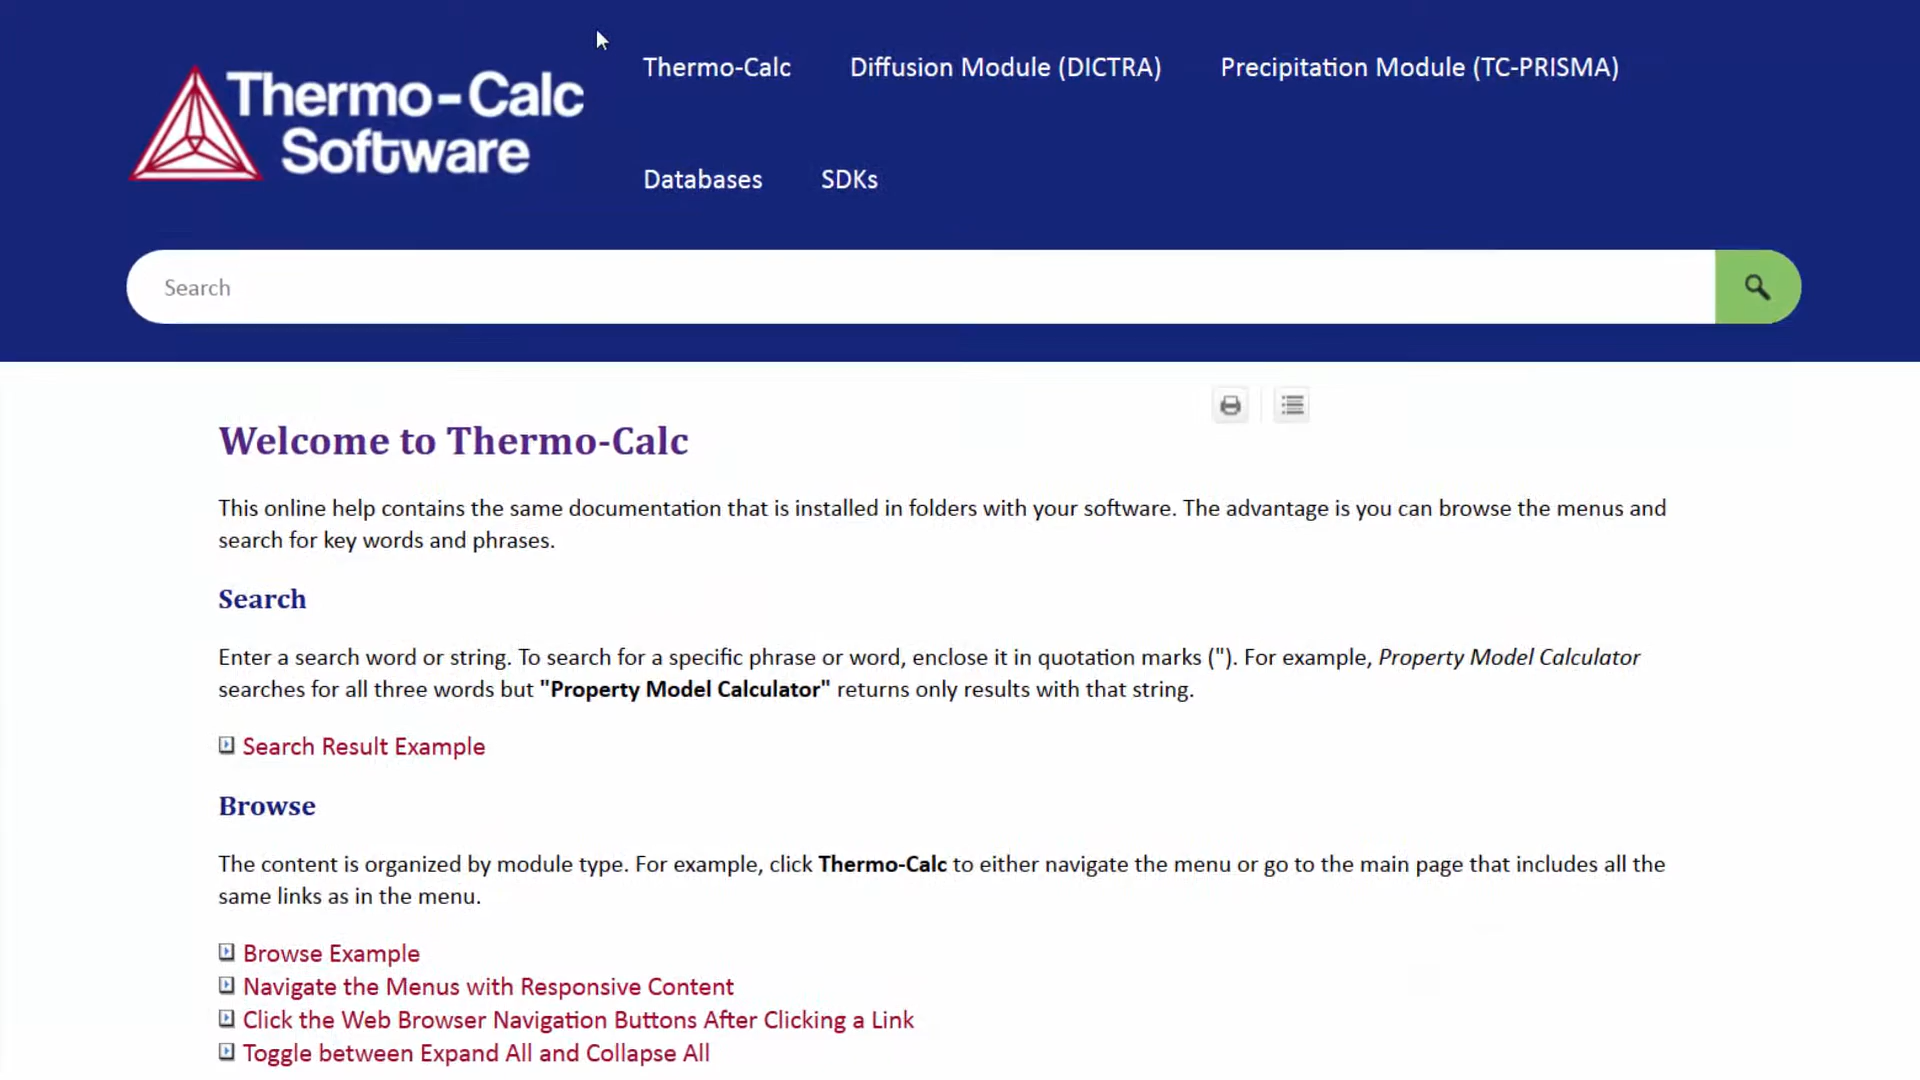 Thermo-Calc
Software
Thermo-Calc Diffusion Module (DICTRA) Precipitation Module (TC-PRISMA)
Databases SDKs
Search
Welcome to Thermo-Calc
This online help contains the same documentation that is installed in folders with your software. The advantage is you can browse the menus and
search for key words and phrases.
Search
Enter a search word or string. To search for a specific phrase or word, enclose it in quotation marks ("). For example, Property Model Calculator
searches for all three words but "Property Model Calculator" returns only results with that string.
Search Result Example
Browse
The content is organized by module type. For example, click Thermo-Calc to either navigate the menu or go to the main page that includes all the
same links as in the menu.
Browse Example
Navigate the Menus with Responsive Content
Click the Web Browser Navigation Buttons After Clicking a Link
Toggle between Expand All and Collapse All